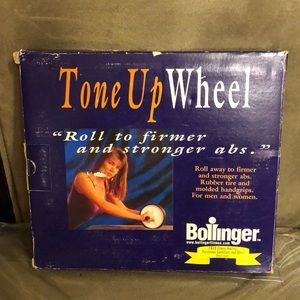 Tone Up Wheel
"Roll to firmer
and stronger abs."
Roll away to firmer
and stronger abs.
Rubber tire and
molded handgrips.
For men and women.
Bollinger™
www.bollingerfitness.com